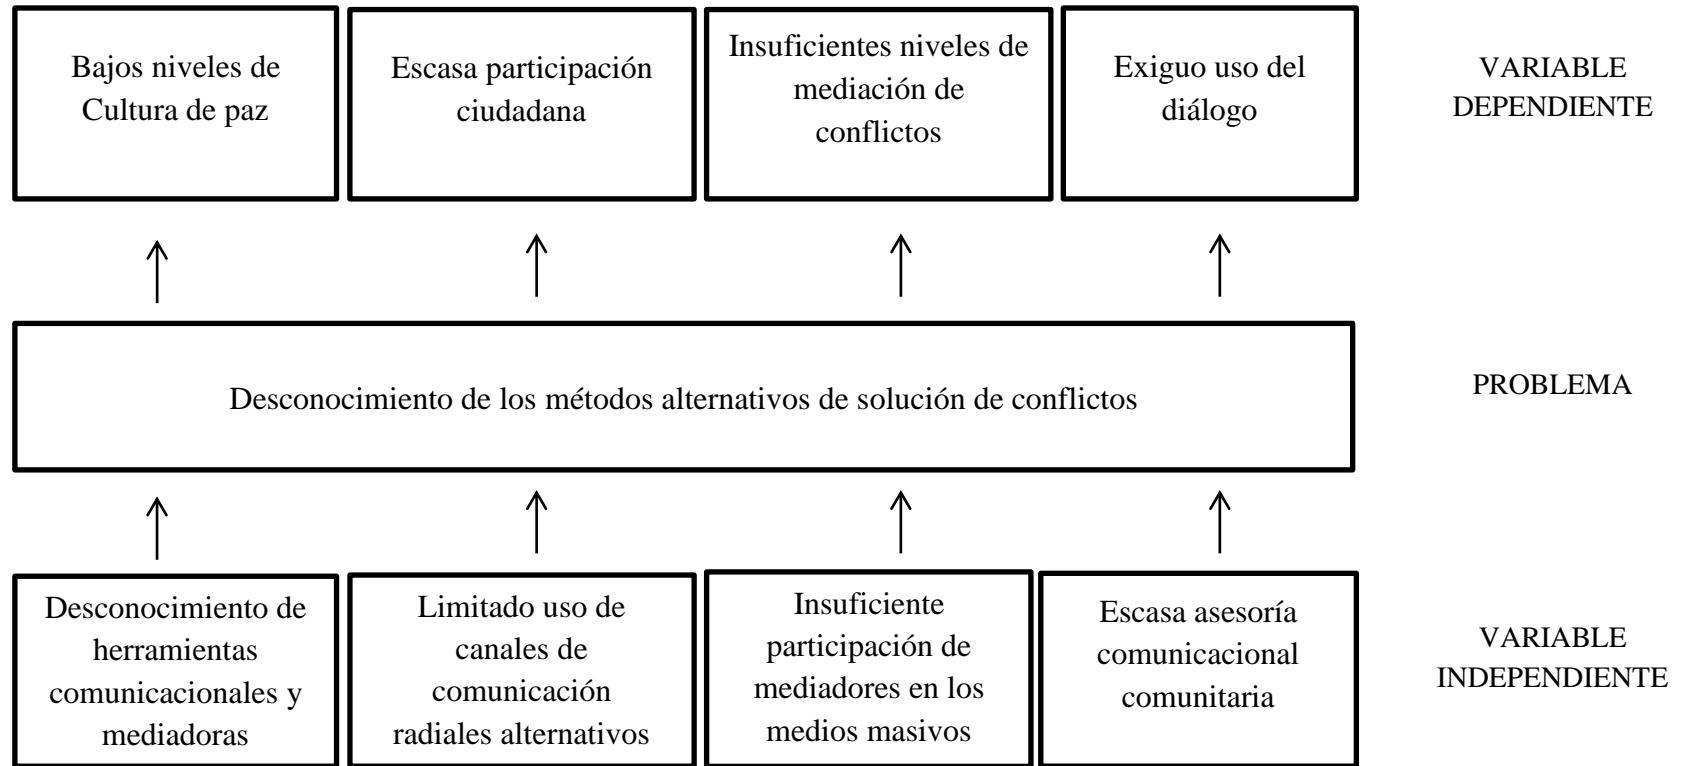 Bajos niveles de
Cultura de paz
Escasa participación
ciudadana
Insuficientes niveles de
mediación de
conflictos
Exiguo uso del
diálogo
VARIABLE
DEPENDIENTE
Desconocimiento de los métodos alternativos de solución de conflictos
PROBLEMA
Desconocimiento de
herramientas
comunicacionales y
mediadoras
Limitado uso de
canales de
comunicación
radiales alternativos
Insuficiente
participación de
mediadores en los
medios masivos
Escasa asesoría
comunicacional
comunitaria
VARIABLE
INDEPENDIENTE